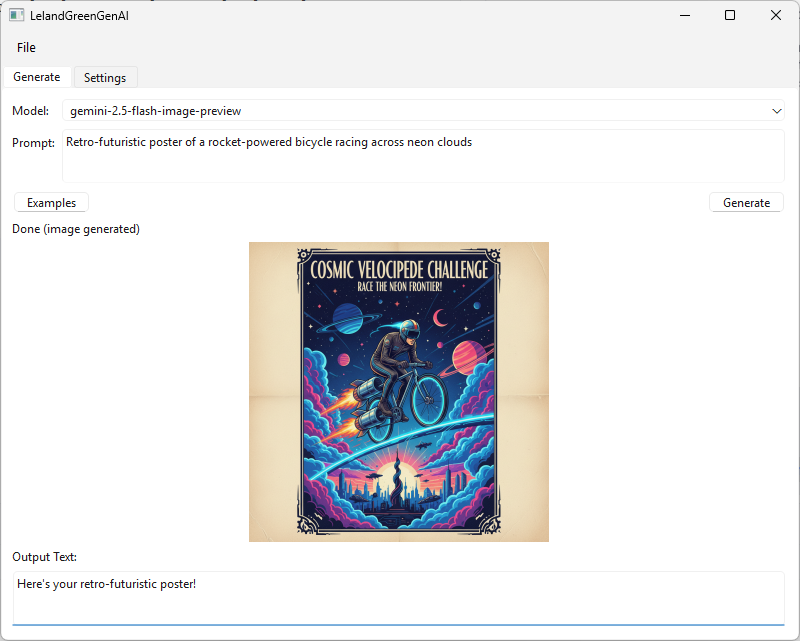 LelandGreenGenAI
File
Generate Settings
Model: gemini-2.5-flash-image-preview
Prompt: Retro-futuristic poster of a rocket-powered bicycle racing across neon clouds
Examples Generate
Done (image generated)
COSMIC VELOCIPEDE CHALLENGE
RACE THE NEON FRONTIER!
Output Text:
Here's your retro-futuristic poster!